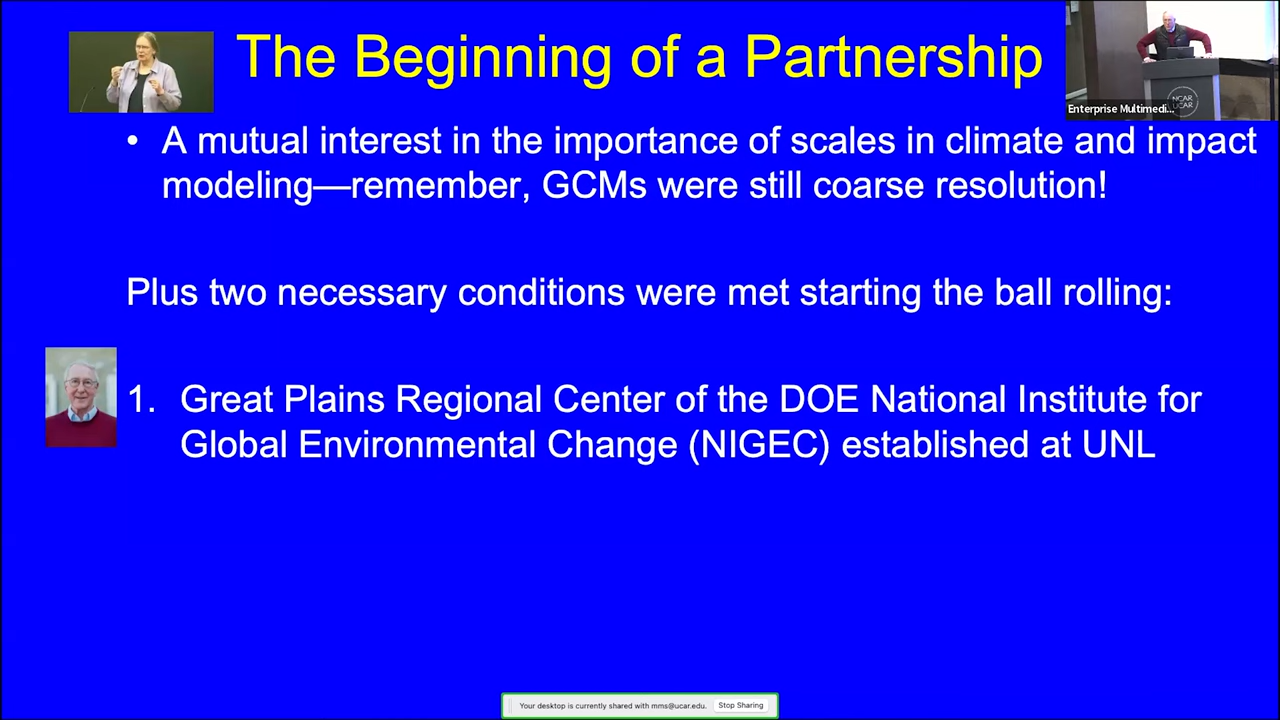 The Beginning of a Partnership
Enterprise Multimedi...
NCAR
UCAR
• A mutual interest in the importance of scales in climate and impact
modeling—remember, GCMs were still coarse resolution!
Plus two necessary conditions were met starting the ball rolling:
1. Great Plains Regional Center of the DOE National Institute for
Global Environmental Change (NIGEC) established at UNL
Your desktop is currently shared with mms@ucar.edu. Stop Sharing